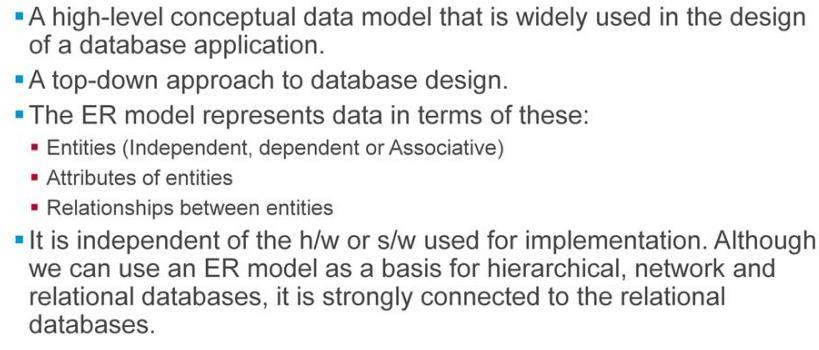 ▪ A high-level conceptual data model that is widely used in the design
of a database application.
▪ A top-down approach to database design.
▪ The ER model represents data in terms of these:
▪ Entities (Independent, dependent or Associative)
▪ Attributes of entities
▪ Relationships between entities
▪ It is independent of the h/w or s/w used for implementation. Although
we can use an ER model as a basis for hierarchical, network and
relational databases, it is strongly connected to the relational
databases.